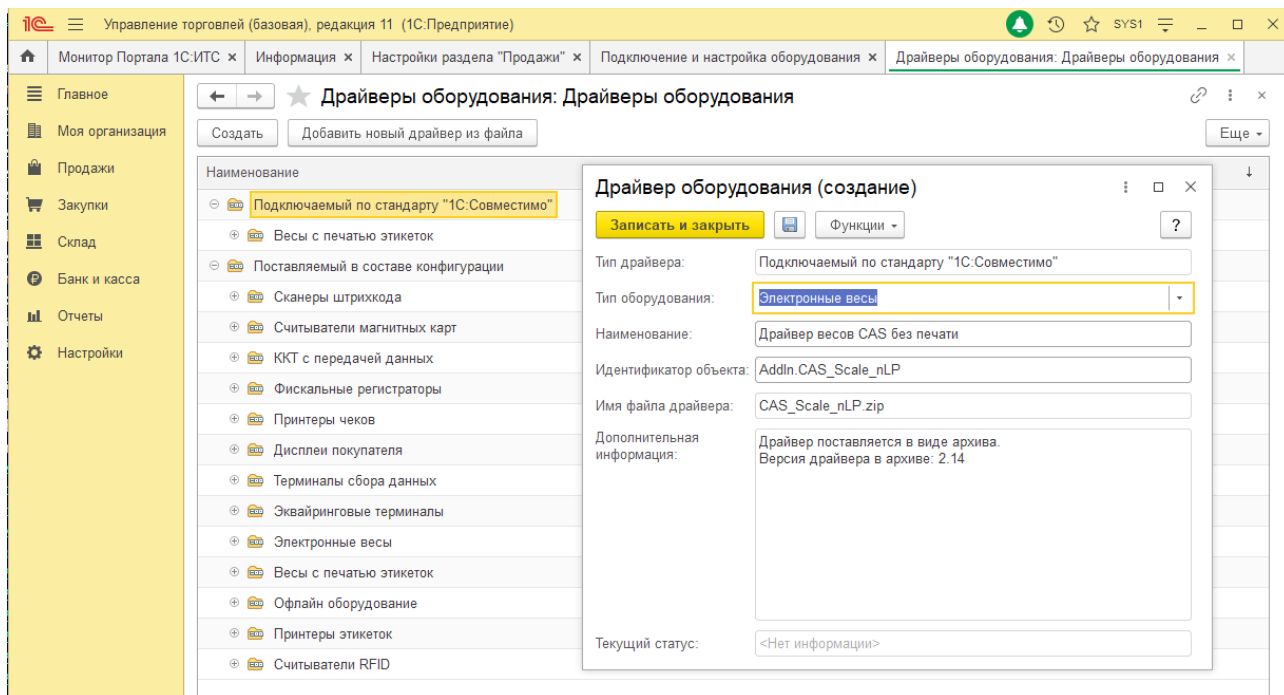 1С Управление торговлей (базовая), редакция 11 (1С:Предприятие) SYS1
Монитор Портала 1С:ИТС × Информация × Настройки раздела "Продажи" × Подключение и настройка оборудования × Драйверы оборудования: Драйверы оборудования ×
Главное
Моя организация
Продажи
Закупки
Склад
Банк и касса
Отчеты
Настройки
Драйверы оборудования: Драйверы оборудования
Создать Добавить новый драйвер из файла Еще
Наименование
Подключаемый по стандарту "1С:Совместимо"
Весы с печатью этикеток
Поставляемый в составе конфигурации
Сканеры штрихкода
Считыватели магнитных карт
ККТ с передачей данных
Фискальные регистраторы
Принтеры чеков
Дисплеи покупателя
Терминалы сбора данных
Эквайринговые терминалы
Электронные весы
Весы с печатью этикеток
Офлайн оборудование
Принтеры этикеток
Считыватели RFID
Драйвер оборудования (создание)
Записать и закрыть Функции ?
Тип драйвера: Подключаемый по стандарту "1С:Совместимо"
Тип оборудования: Электронные весы
Наименование: Драйвер весов CAS без печати
Идентификатор объекта: AddIn.CAS_Scale_nLP
Имя файла драйвера: CAS_Scale_nLP.zip
Дополнительная информация: Драйвер поставляется в виде архива.
Версия драйвера в архиве: 2.14
Текущий статус: <Нет информации>